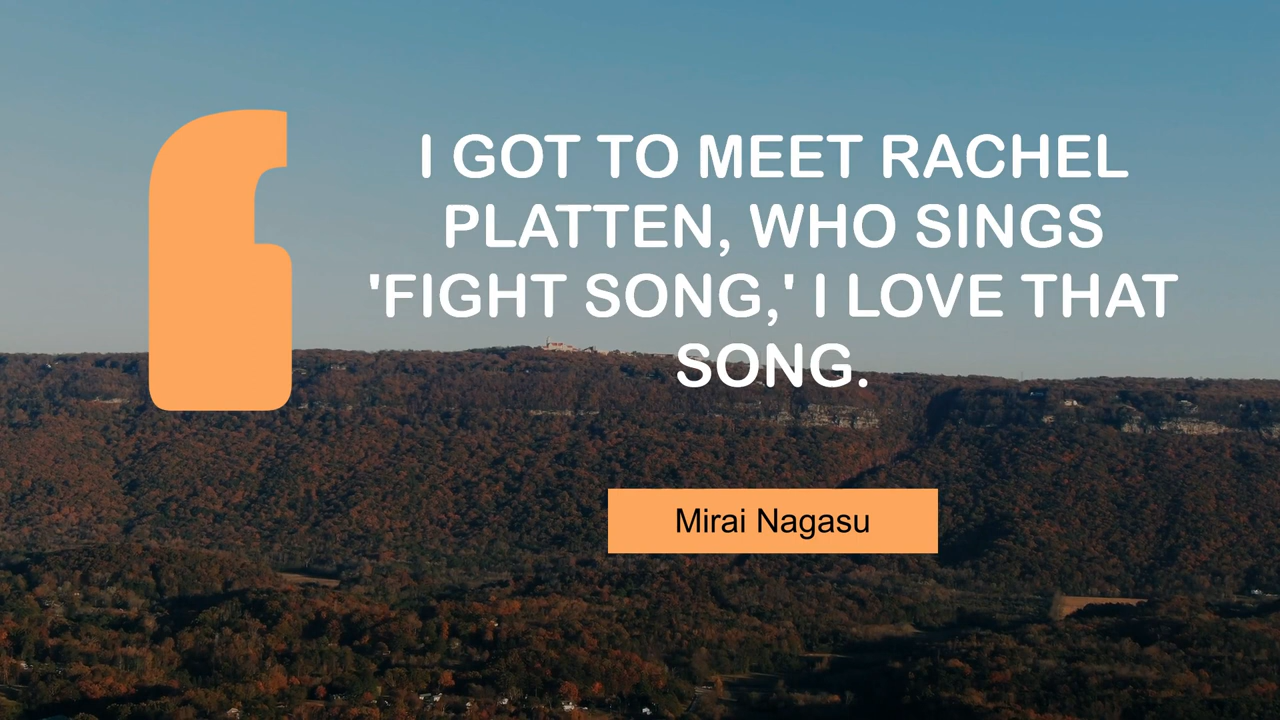 I GOT TO MEET RACHEL
PLATTEN, WHO SINGS
'FIGHT SONG,' I LOVE THAT
SONG.
Mirai Nagasu